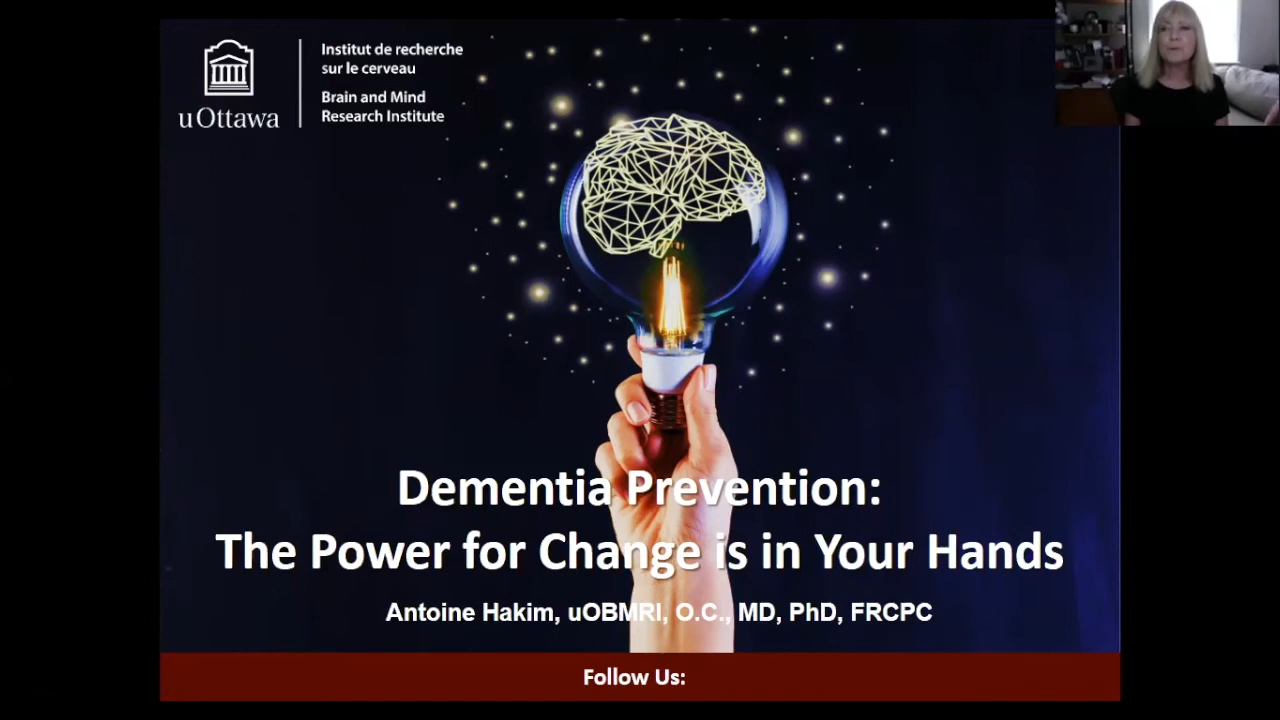 uOttawa
Institut de recherche
sur le cerveau
Brain and Mind
Research Institute
Dementia Prevention:
The Power for Change is in Your Hands
Antoine Hakim, uOBMRI, O.C., MD, PhD, FRCPC
Follow Us: